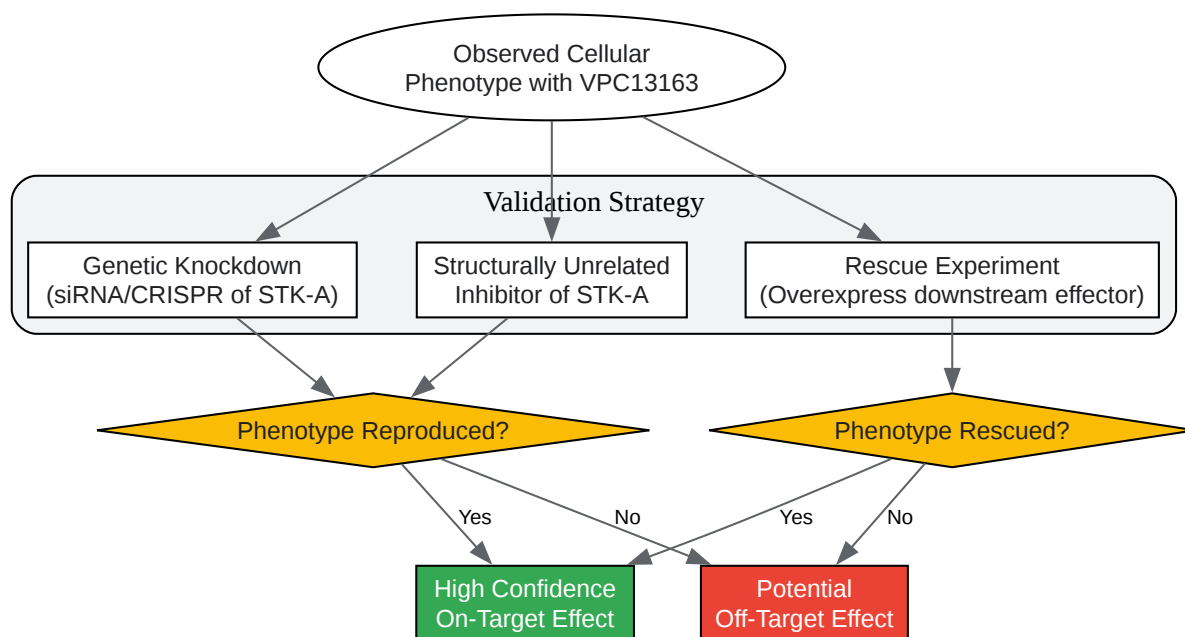 Observed Cellular
Phenotype with VPC13163
Validation Strategy
Genetic Knockdown
(siRNA/CRISPR of STK-A)
Structurally Unrelated
Inhibitor of STK-A
Rescue Experiment
(Overexpress downstream effector)
Phenotype Reproduced?
Phenotype Rescued?
Yes
No
Yes
No
High Confidence
On-Target Effect
Potential
Off-Target Effect